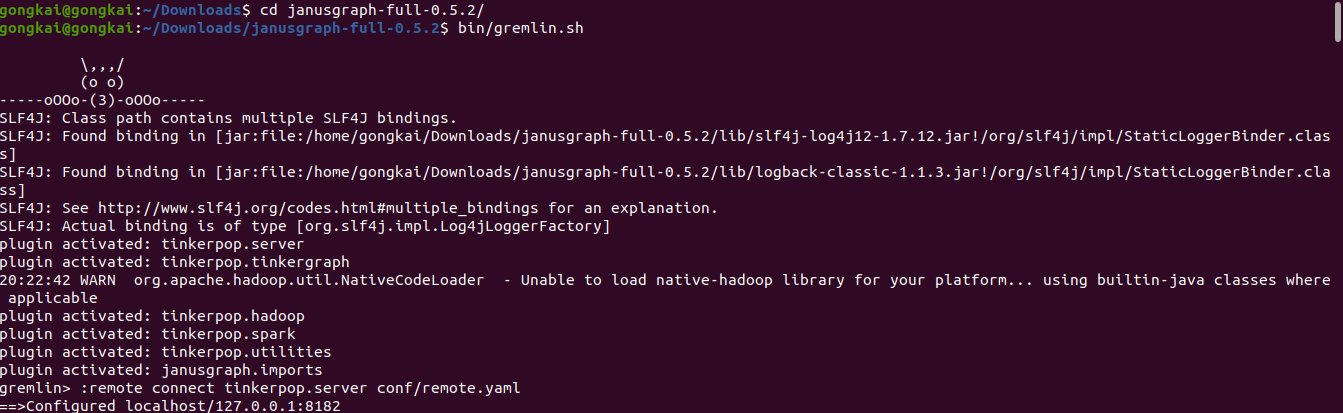 gongkai@gongkai:~/Downloads$ cd janusgraph-full-0.5.2/
gongkai@gongkai:~/Downloads/janusgraph-full-0.5.2$ bin/gremlin.sh
         \,,,/
         (o o)
-----oOOo-(3)-oOOo-----
SLF4J: Class path contains multiple SLF4J bindings.
SLF4J: Found binding in [jar:file:/home/gongkai/Downloads/janusgraph-full-0.5.2/lib/slf4j-log4j12-1.7.12.jar!/org/slf4j/impl/StaticLoggerBinder.clas
s]
SLF4J: Found binding in [jar:file:/home/gongkai/Downloads/janusgraph-full-0.5.2/lib/logback-classic-1.1.3.jar!/org/slf4j/impl/StaticLoggerBinder.cla
ss]
SLF4J: See http://www.slf4j.org/codes.html#multiple_bindings for an explanation.
SLF4J: Actual binding is of type [org.slf4j.impl.Log4jLoggerFactory]
plugin activated: tinkerpop.server
plugin activated: tinkerpop.tinkergraph
20:22:42 WARN  org.apache.hadoop.util.NativeCodeLoader  - Unable to load native-hadoop library for your platform... using builtin-java classes where
 applicable
plugin activated: tinkerpop.hadoop
plugin activated: tinkerpop.spark
plugin activated: tinkerpop.utilities
plugin activated: janusgraph.imports
gremlin> :remote connect tinkerpop.server conf/remote.yaml
==>Configured localhost/127.0.0.1:8182